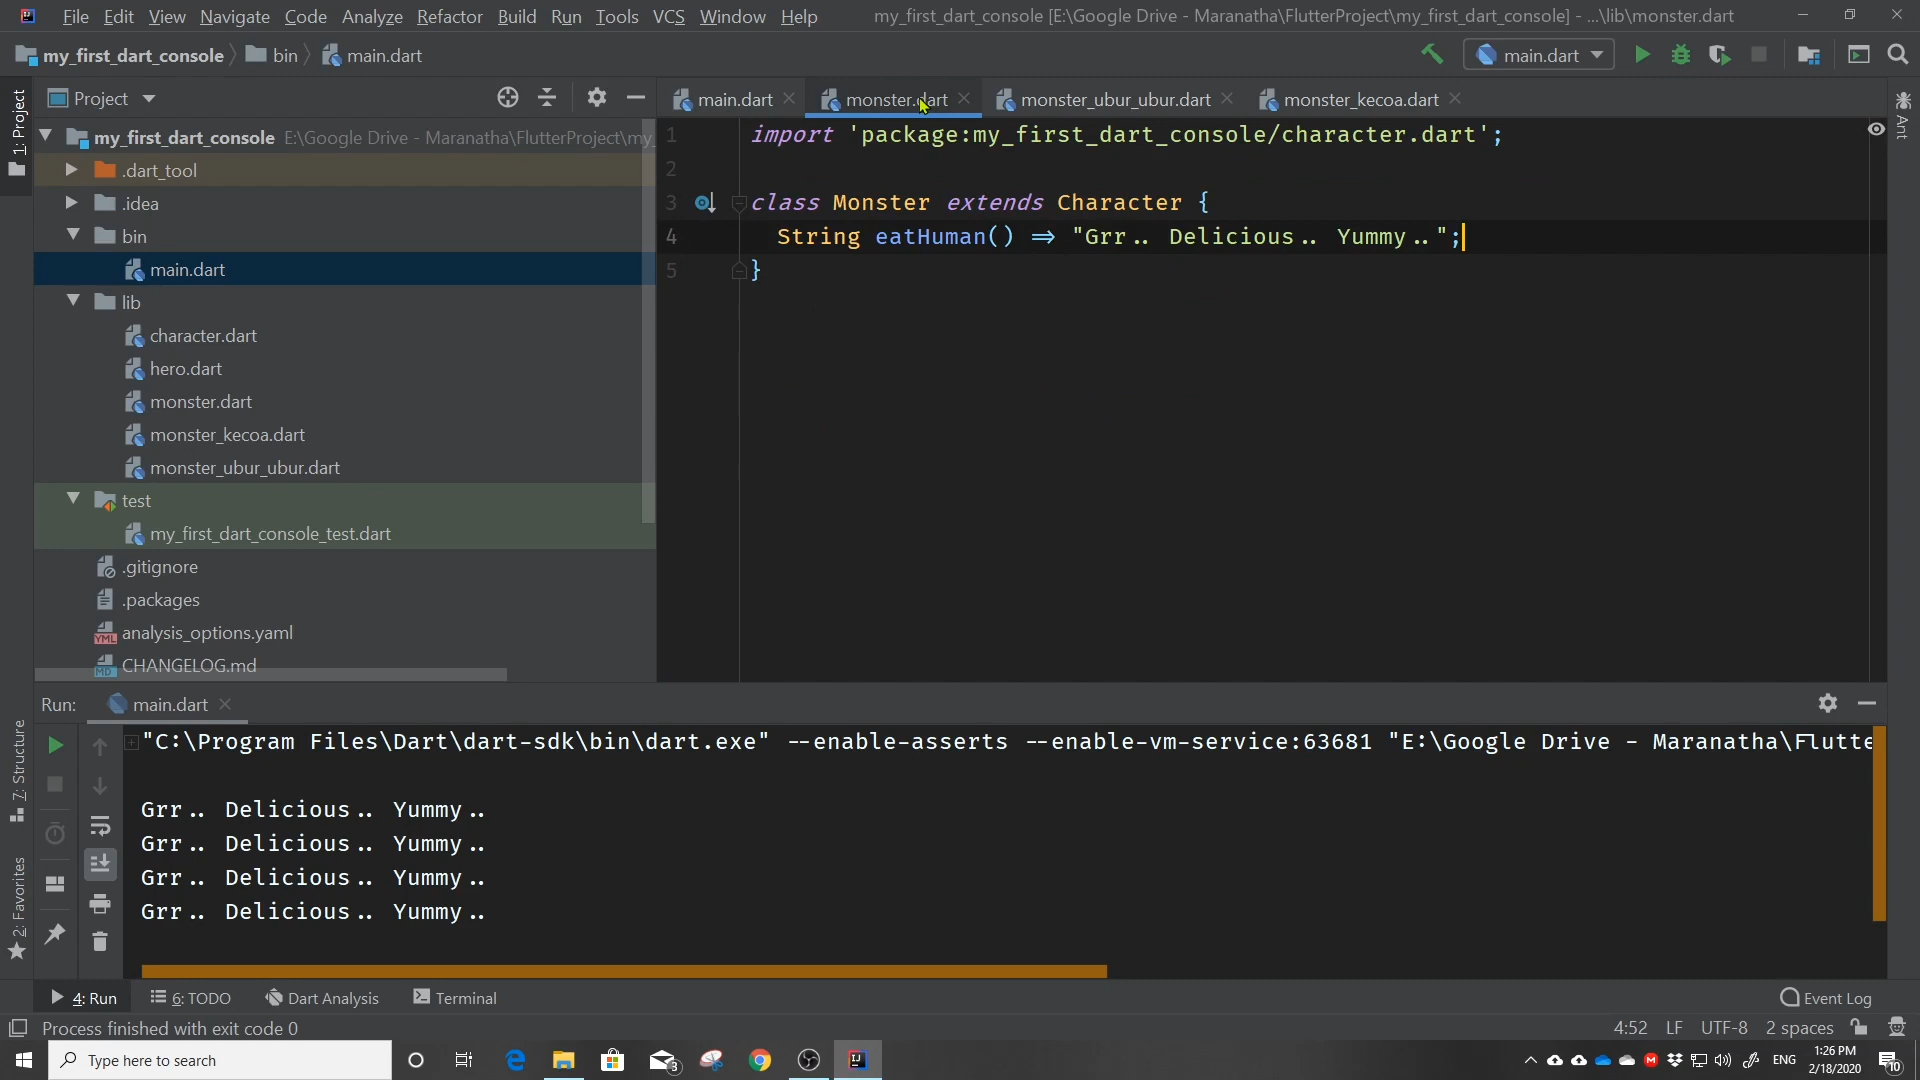 File Edit View Navigate Code Analyze Refactor Build Run Tools VCS Window Help my_first_dart_console [E:\Google Drive - Maranatha\FlutterProject\my_first_dart_console] - ...\lib\monster.dart
my_first_dart_console bin main.dart main.dart
Project main.dart monster.dart monster_ubur_ubur.dart monster_kecoa.dart
1: Project
Ant
my_first_dart_console E:\Google Drive - Maranatha\FlutterProject\my_
.dart_tool
.idea
bin
main.dart
lib
character.dart
hero.dart
monster.dart
monster_kecoa.dart
monster_ubur_ubur.dart
test
my_first_dart_console_test.dart
.gitignore
.packages
analysis_options.yaml
CHANGELOG.md
1 import 'package:my_first_dart_console/character.dart';
2
3 class Monster extends Character {
4 String eatHuman() => "Grr.. Delicious.. Yummy..";
5 }
Run: main.dart
7: Structure
2: Favorites
"C:\Program Files\Dart\dart-sdk\bin\dart.exe" --enable-asserts --enable-vm-service:63681 "E:\Google Drive - Maranatha\Flutte
Grr.. Delicious.. Yummy..
Grr.. Delicious.. Yummy..
Grr.. Delicious.. Yummy..
Grr.. Delicious.. Yummy..
4: Run 6: TODO Dart Analysis Terminal Event Log
Process finished with exit code 0 4:52 LF UTF-8 2 spaces
Type here to search 3 ENG 1:26 PM
2/18/2020 10